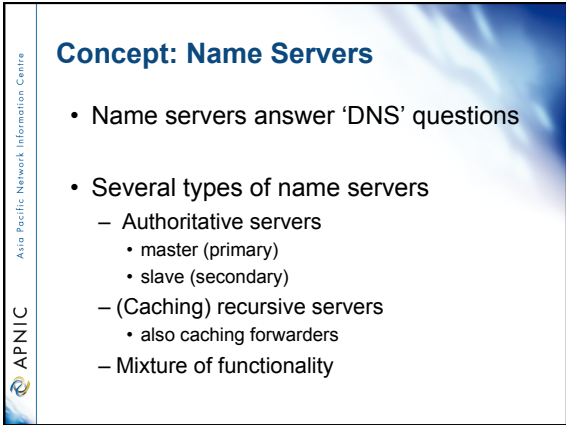 Concept: Name Servers
• Name servers answer ‘DNS’ questions
• Several types of name servers
– Authoritative servers
• master (primary)
• slave (secondary)
– (Caching) recursive servers
• also caching forwarders
– Mixture of functionality
Asia Pacific Network Information Centre
APNIC